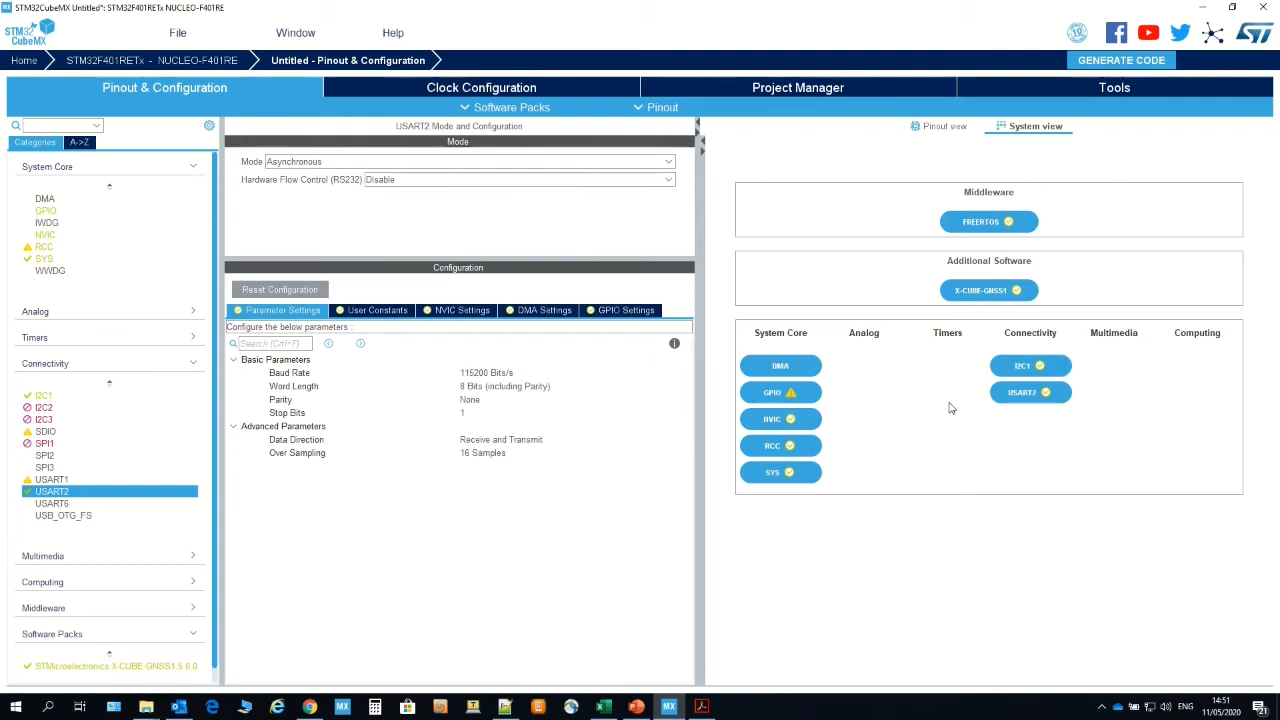 MX STM32CubeMX Untitled*: STM32F401RETx NUCLEO-F401RE
STM32 CubeMX
File
Window
Help
Home
STM32F401RETx - NUCLEO-F401RE
Untitled - Pinout & Configuration
GENERATE CODE
Pinout & Configuration
Clock Configuration
Project Manager
Tools
Software Packs
Pinout
Categories
A->Z
System Core
DMA
GPIO
IWDG
NVIC
RCC
SYS
WWDG
Analog
Timers
Connectivity
I2C1
I2C2
I2C3
SDIO
SPI1
SPI2
SPI3
USART1
USART2
USART6
USB_OTG_FS
Multimedia
Computing
Middleware
Software Packs
STMicroelectronics.X-CUBE-GNSS1.5.0.0
USART2 Mode and Configuration
Mode
Mode Asynchronous
Hardware Flow Control (RS232) Disable
Configuration
Reset Configuration
Parameter Settings
User Constants
NVIC Settings
DMA Settings
GPIO Settings
Configure the below parameters :
Search (Crtl+F)
Basic Parameters
Baud Rate 115200 Bits/s
Word Length 8 Bits (including Parity)
Parity None
Stop Bits 1
Advanced Parameters
Data Direction Receive and Transmit
Over Sampling 16 Samples
Pinout view
System view
Middleware
FREERTOS
Additional Software
X-CUBE-GNSS1
System Core Analog Timers Connectivity Multimedia Computing
DMA I2C1
GPIO USART2
NVIC
RCC
SYS
ENG
14:51
11/05/2020